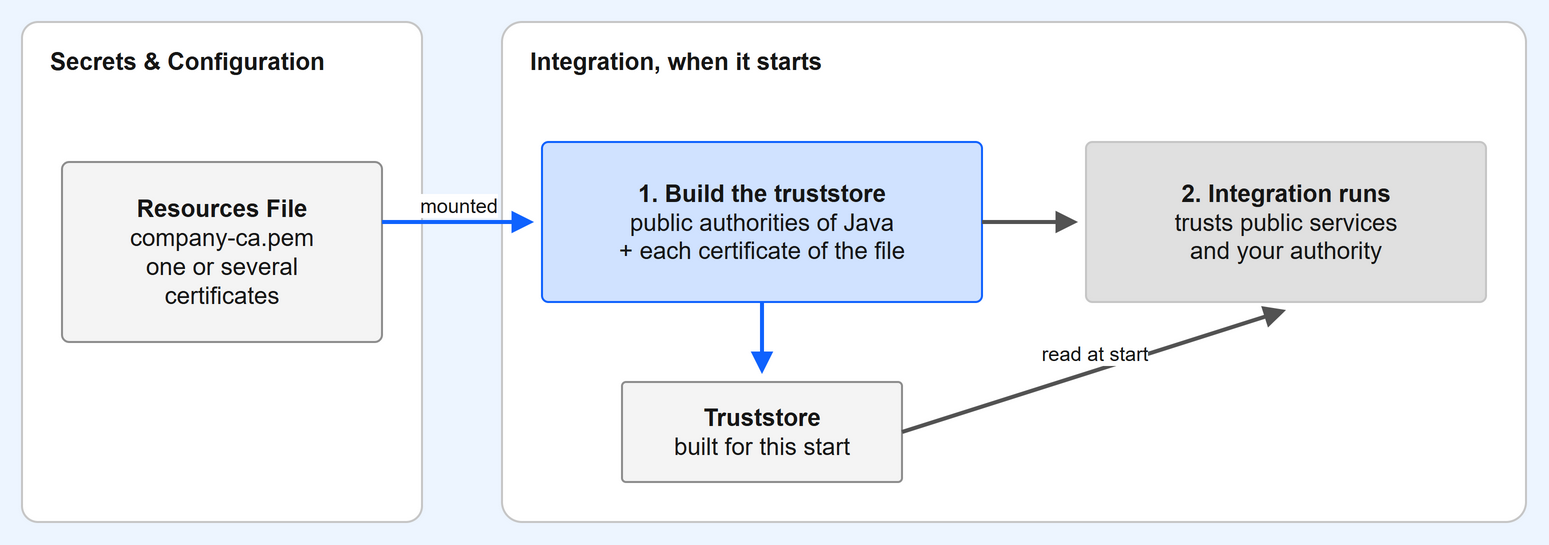 Secrets & Configuration
Resources File
company-ca.pem
one or several
certificates
mounted
Integration, when it starts
1. Build the truststore
public authorities of Java
+ each certificate of the file
2. Integration runs
trusts public services
and your authority
read at start
Truststore
built for this start